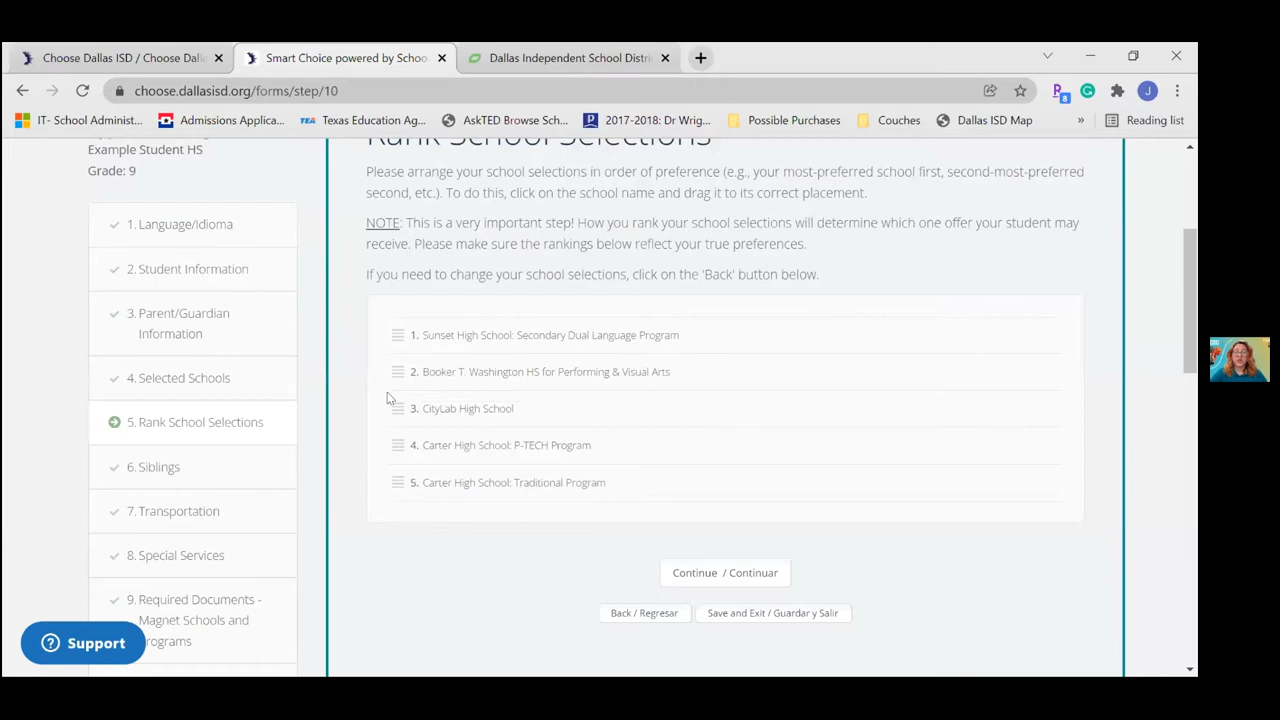 Choose Dallas ISD / Choose Dall
Smart Choice powered by Schoo
Dallas Independent School Distri
choose.dallasisd.org/forms/step/10
8
J
IT- School Administ...
Admissions Applica...
TEA
Texas Education Ag...
AskTED Browse Sch...
2017-2018: Dr Wrig...
Possible Purchases
Couches
Dallas ISD Map
»
Reading list
Example Student HS
Grade: 9
1. Language/Idioma
2. Student Information
3. Parent/Guardian
Information
4. Selected Schools
5. Rank School Selections
6. Siblings
7. Transportation
8. Special Services
9. Required Documents -
Magnet Schools and
rograms
Support
Rank School Selections
Please arrange your school selections in order of preference (e.g., your most-preferred school first, second-most-preferred
second, etc.). To do this, click on the school name and drag it to its correct placement.
NOTE: This is a very important step! How you rank your school selections will determine which one offer your student may
receive. Please make sure the rankings below reflect your true preferences.
If you need to change your school selections, click on the 'Back' button below.
1. Sunset High School: Secondary Dual Language Program
2. Booker T. Washington HS for Performing & Visual Arts
3. CityLab High School
4. Carter High School: P-TECH Program
5. Carter High School: Traditional Program
Continue / Continuar
Back / Regresar
Save and Exit / Guardar y Salir